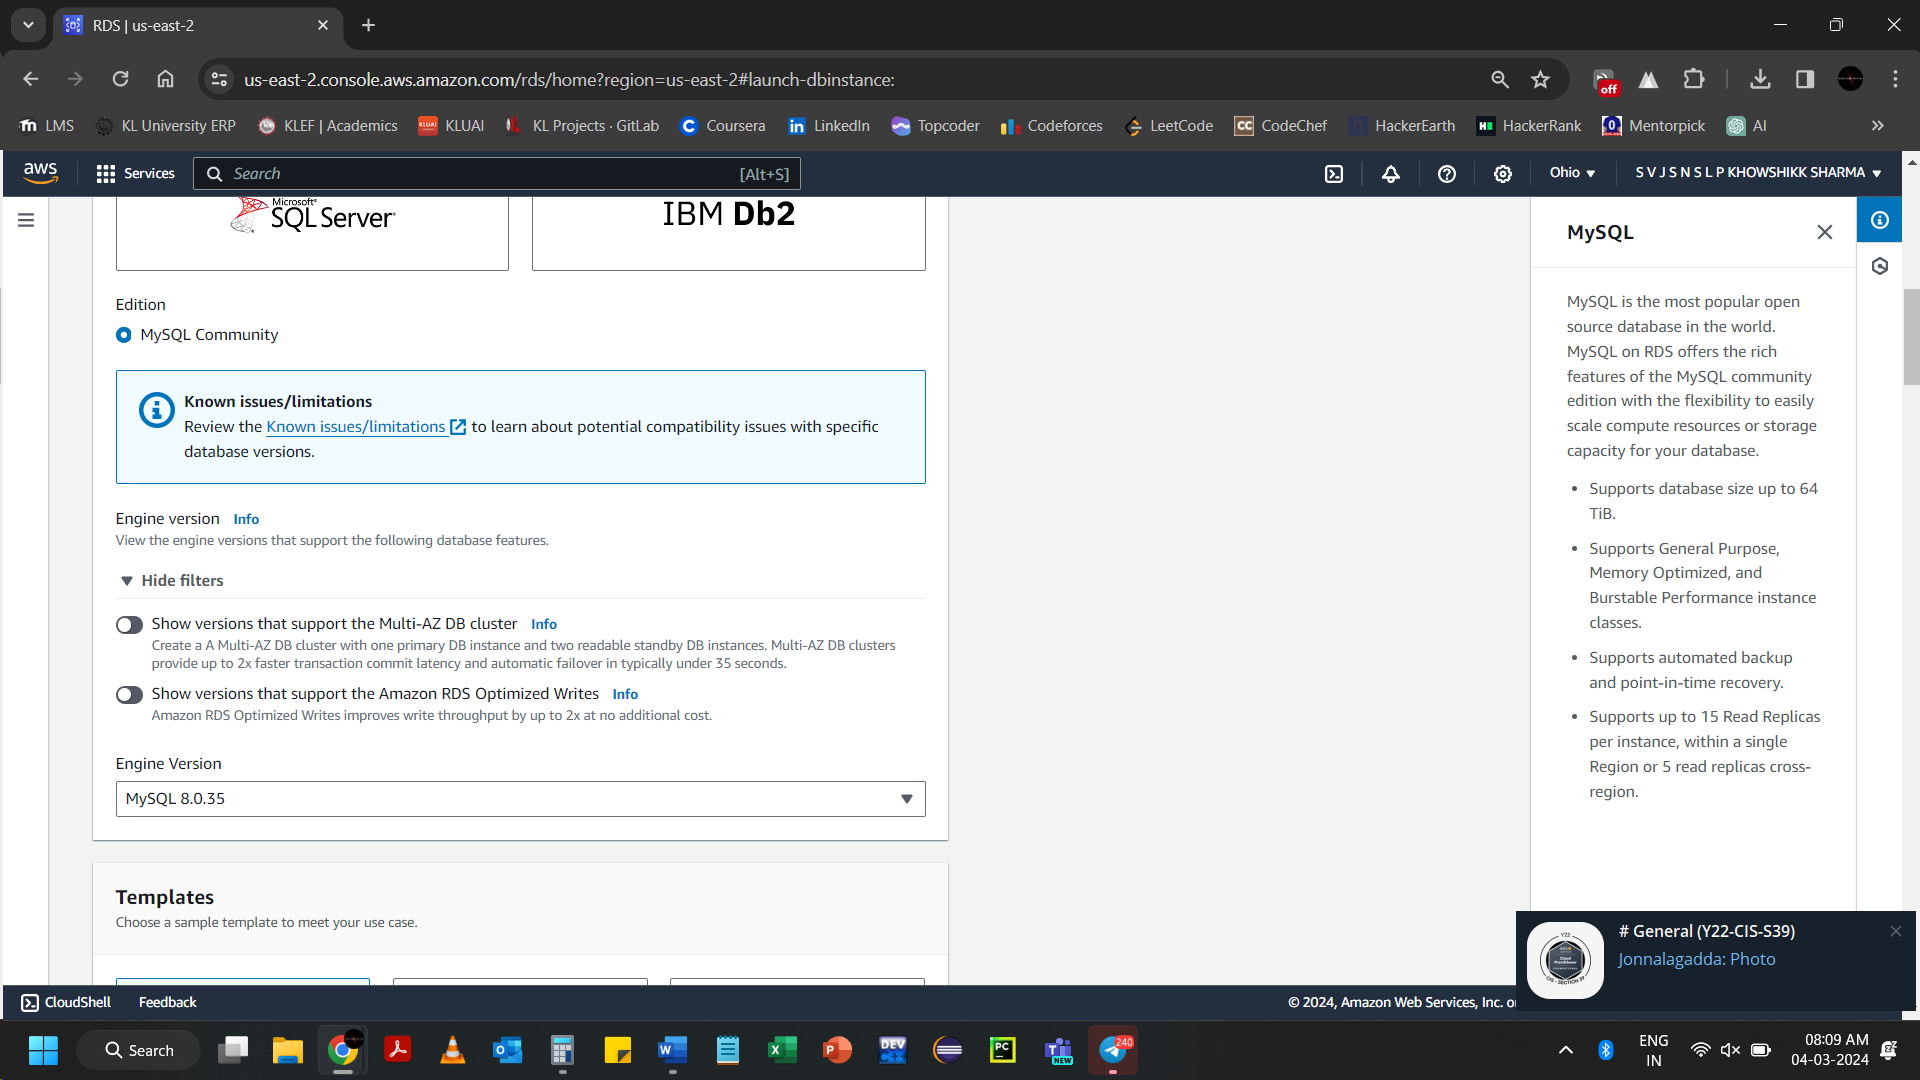 RDS | us-east-2
us-east-2.console.aws.amazon.com/rds/home?region=us-east-2#launch-dbinstance:
off
LMS
KL University ERP
KLEF | Academics
KLUAI
KL Projects · GitLab
Coursera
LinkedIn
Topcoder
Codeforces
LeetCode
CodeChef
HackerEarth
HackerRank
Mentorpick
AI
aws
Services
Search
[Alt+S]
Ohio
S V J S N S L P KHOWSHIKK SHARMA
Microsoft
SQL Server
IBM Db2
Edition
MySQL Community
Known issues/limitations
Review the Known issues/limitations to learn about potential compatibility issues with specific
database versions.
Engine version Info
View the engine versions that support the following database features.
Hide filters
Show versions that support the Multi-AZ DB cluster Info
Create a A Multi-AZ DB cluster with one primary DB instance and two readable standby DB instances. Multi-AZ DB clusters
provide up to 2x faster transaction commit latency and automatic failover in typically under 35 seconds.
Show versions that support the Amazon RDS Optimized Writes Info
Amazon RDS Optimized Writes improves write throughput by up to 2x at no additional cost.
Engine Version
MySQL 8.0.35
Templates
Choose a sample template to meet your use case.
MySQL
MySQL is the most popular open
source database in the world.
MySQL on RDS offers the rich
features of the MySQL community
edition with the flexibility to easily
scale compute resources or storage
capacity for your database.
• Supports database size up to 64
TiB.
• Supports General Purpose,
Memory Optimized, and
Burstable Performance instance
classes.
• Supports automated backup
and point-in-time recovery.
• Supports up to 15 Read Replicas
per instance, within a single
Region or 5 read replicas cross-
region.
# General (Y22-CIS-S39)
Jonnalagadda: Photo
CloudShell
Feedback
© 2024, Amazon Web Services, Inc. o
Search
DEV
PC
NEW
240
ENG
IN
08:09 AM
04-03-2024